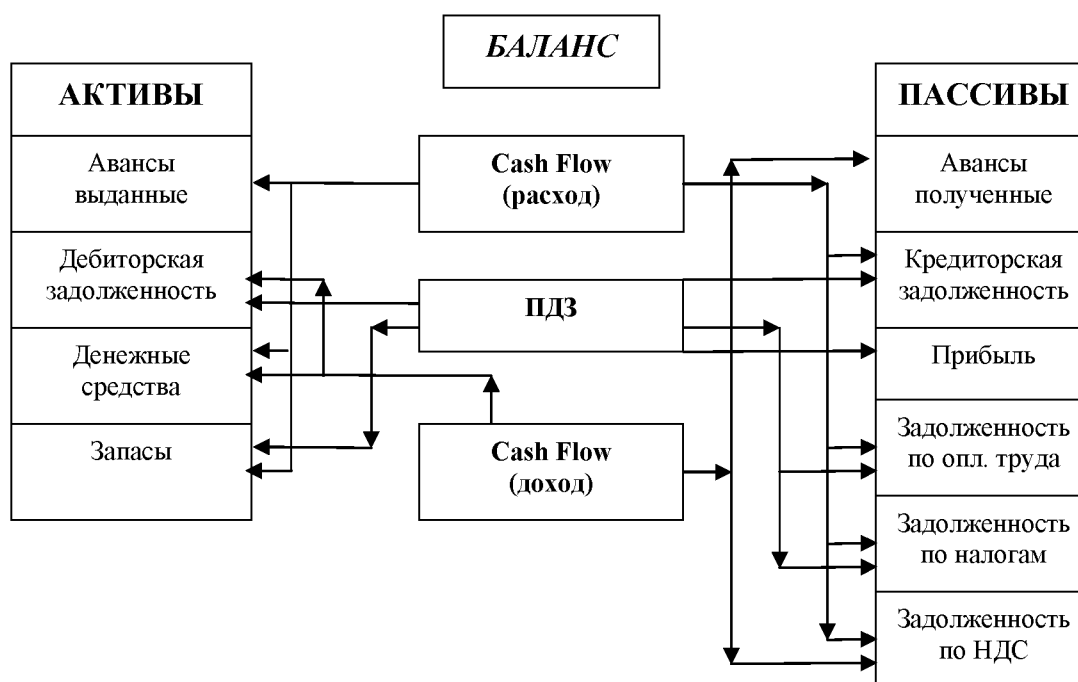 БАЛАНС
АКТИВЫ
Авансы
выданные
Дебиторская
задолженность
Денежные
средства
Запасы
Cash Flow
(расход)
ПДЗ
Cash Flow
(доход)
ПАССИВЫ
Авансы
полученные
Кредиторская
задолженность
Прибыль
Задолженность
по опл. труда
Задолженность
по налогам
Задолженность
по НДС